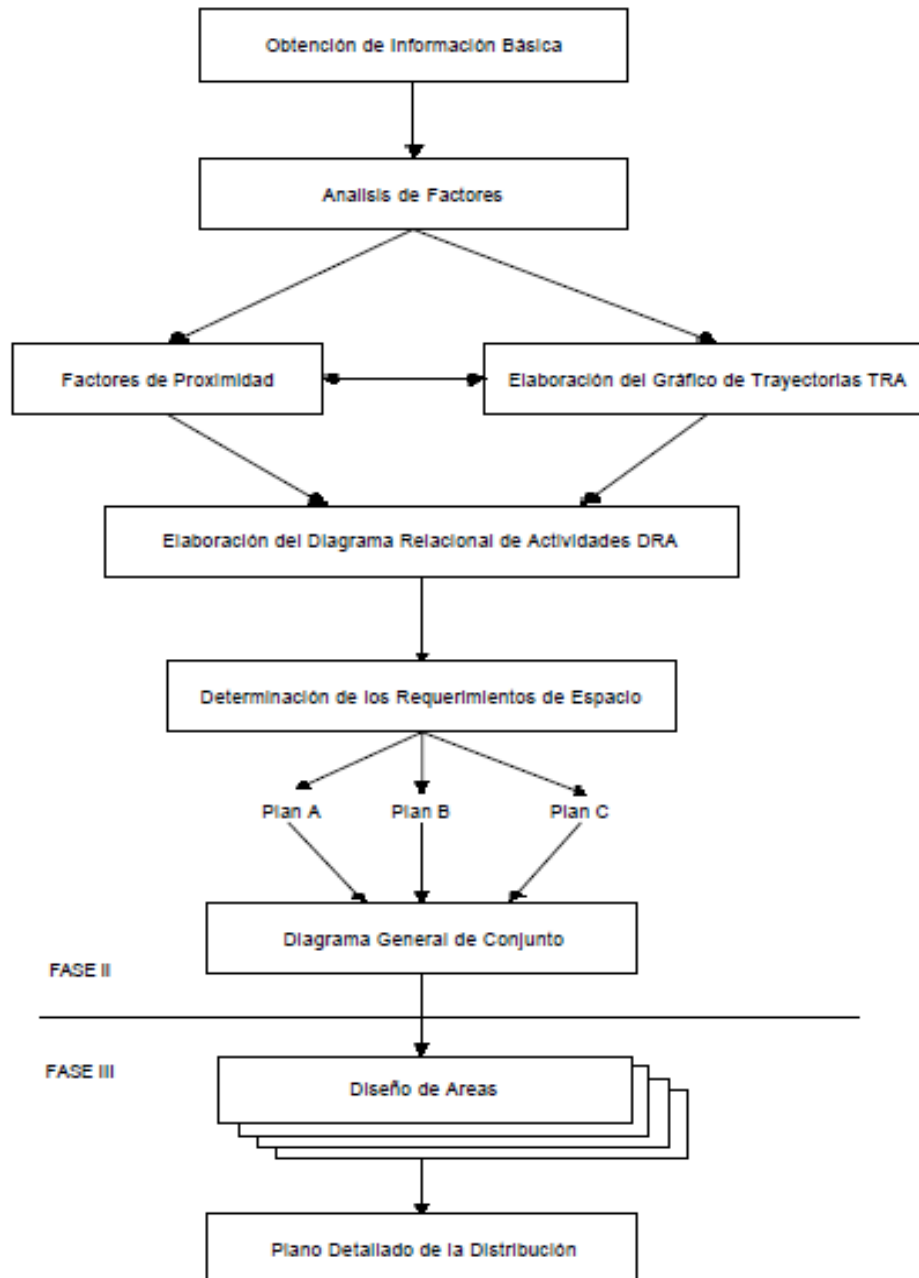 Obtención de Información Básica
Analisis de Factores
Factores de Proximidad
Elaboración del Gráfico de Trayectorias TRA
Elaboración del Diagrama Relacional de Actividades DRA
Determinación de los Requerimientos de Espacio
Plan A
Plan B
Plan C
Diagrama General de Conjunto
FASE II
FASE III
Diseño de Areas
Plano Detallado de la Distribución